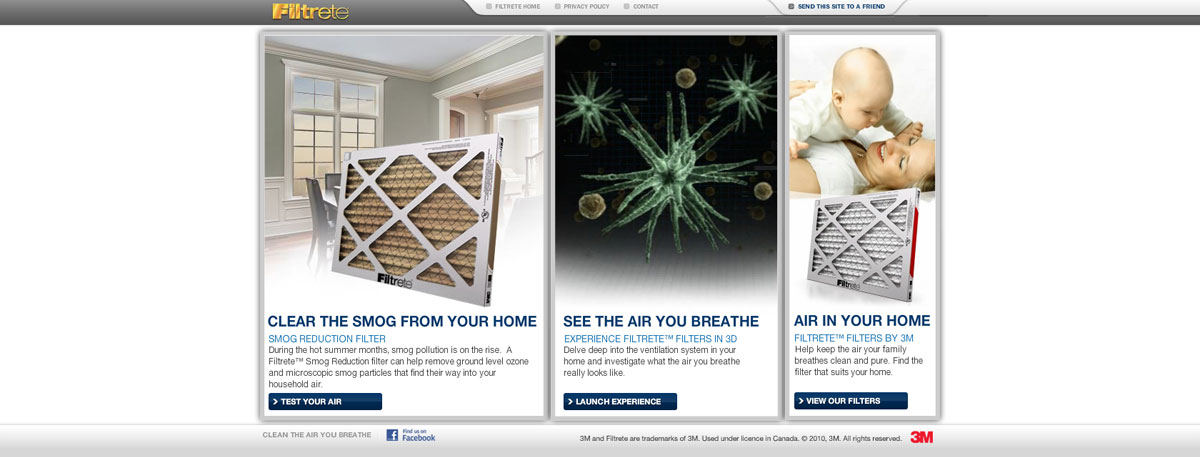 Filtrete
FILTRETE HOME
PRIVACY POLICY
CONTACT
SEND THIS SITE TO A FRIEND
Filtrete
CLEAR THE SMOG FROM YOUR HOME
SMOG REDUCTION FILTER
During the hot summer months, smog pollution is on the rise. A
Filtrete™ Smog Reduction filter can help remove ground level ozone
and microscopic smog particles that find their way into your
household air.
TEST YOUR AIR
SEE THE AIR YOU BREATHE
EXPERIENCE FILTRETE™ FILTERS IN 3D
Delve deep into the ventilation system in your
home and investigate what the air you breathe
really looks like.
LAUNCH EXPERIENCE
Filtrete
AIR IN YOUR HOME
FILTRETE™ FILTERS BY 3M
Help keep the air your family
breathes clean and pure. Find the
filter that suits your home.
VIEW OUR FILTERS
CLEAN THE AIR YOU BREATHE
Find us on
Facebook
3M and Filtrete are trademarks of 3M. Used under licence in Canada. © 2010, 3M. All rights reserved.
3M